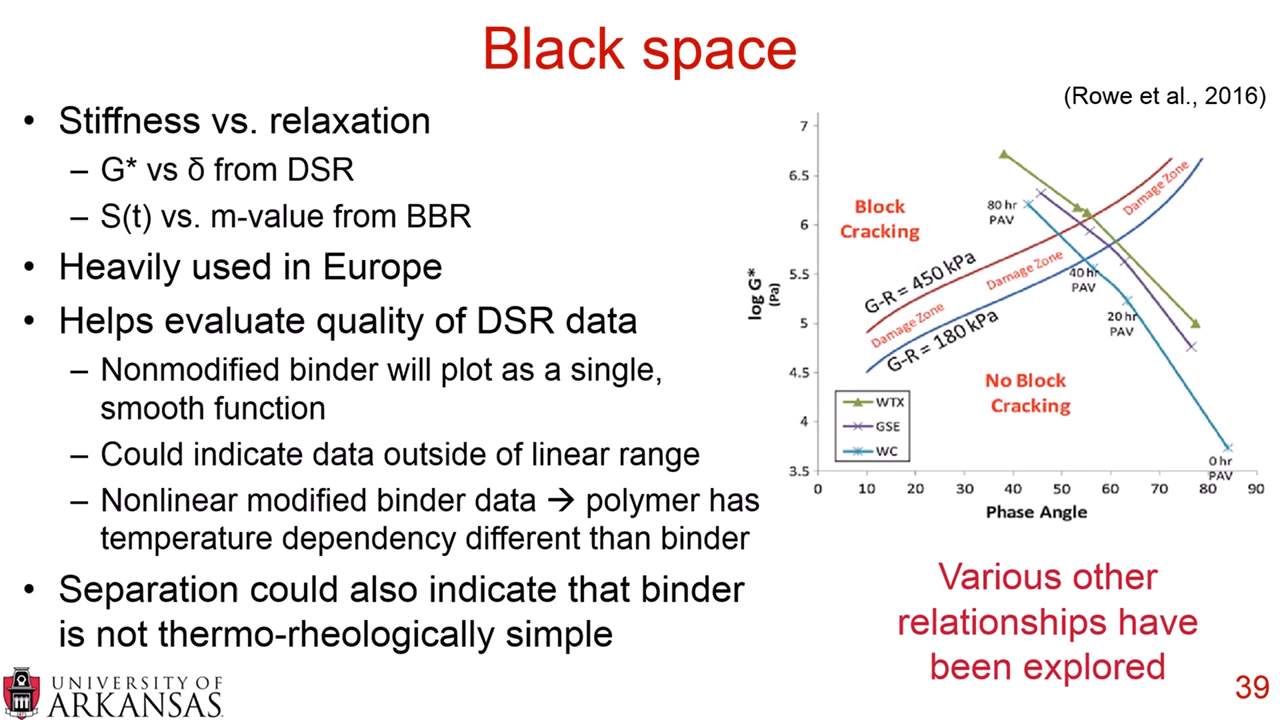 Black space
• Stiffness vs. relaxation
– G* vs δ from DSR
– S(t) vs. m-value from BBR
• Heavily used in Europe
• Helps evaluate quality of DSR data
– Nonmodified binder will plot as a single,
smooth function
– Could indicate data outside of linear range
– Nonlinear modified binder data → polymer has
temperature dependency different than binder
• Separation could also indicate that binder
is not thermo-rheologically simple
(Rowe et al., 2016)
7
6.5
6
5.5
5
4.5
4
3.5
log G*
(Pa)
0 10 20 30 40 50 60 70 80 90
Phase Angle
Block
Cracking
80 hr
PAV
G-R = 450 kPa
Damage Zone
Damage Zone
Damage Zone
G-R = 180 kPa
40 hr
PAV
20 hr
PAV
No Block
Cracking
WTX
GSE
WC
0 hr
PAV
Various other
relationships have
been explored
UNIVERSITY OF
ARKANSAS
39